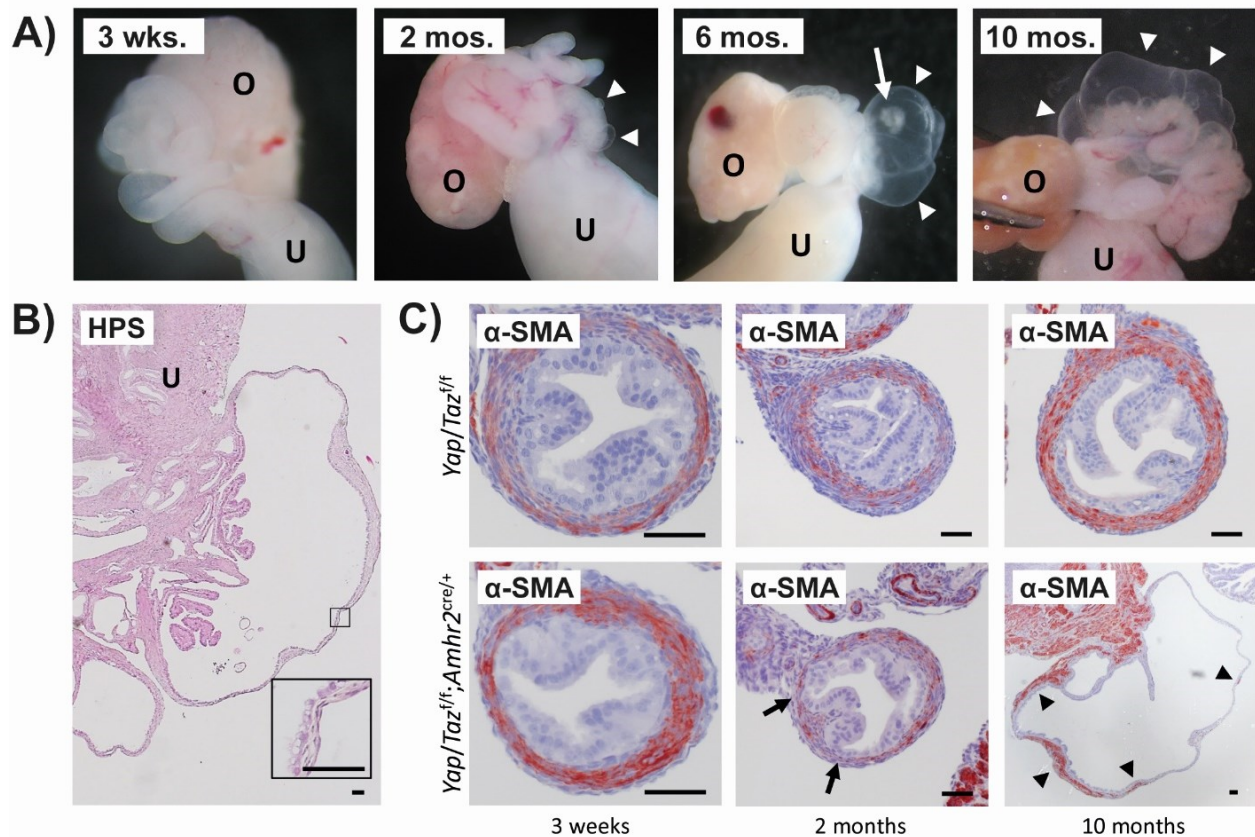 A)
3 wks.
O
U
2 mos.
O
U
6 mos.
O
U
10 mos.
O
U
B)
HPS
U
C)
α-SMA
α-SMA
α-SMA
Yap/Taz^f/f
α-SMA
α-SMA
α-SMA
Yap/Taz^f/f;Amhr2^cre/+
3 weeks
2 months
10 months